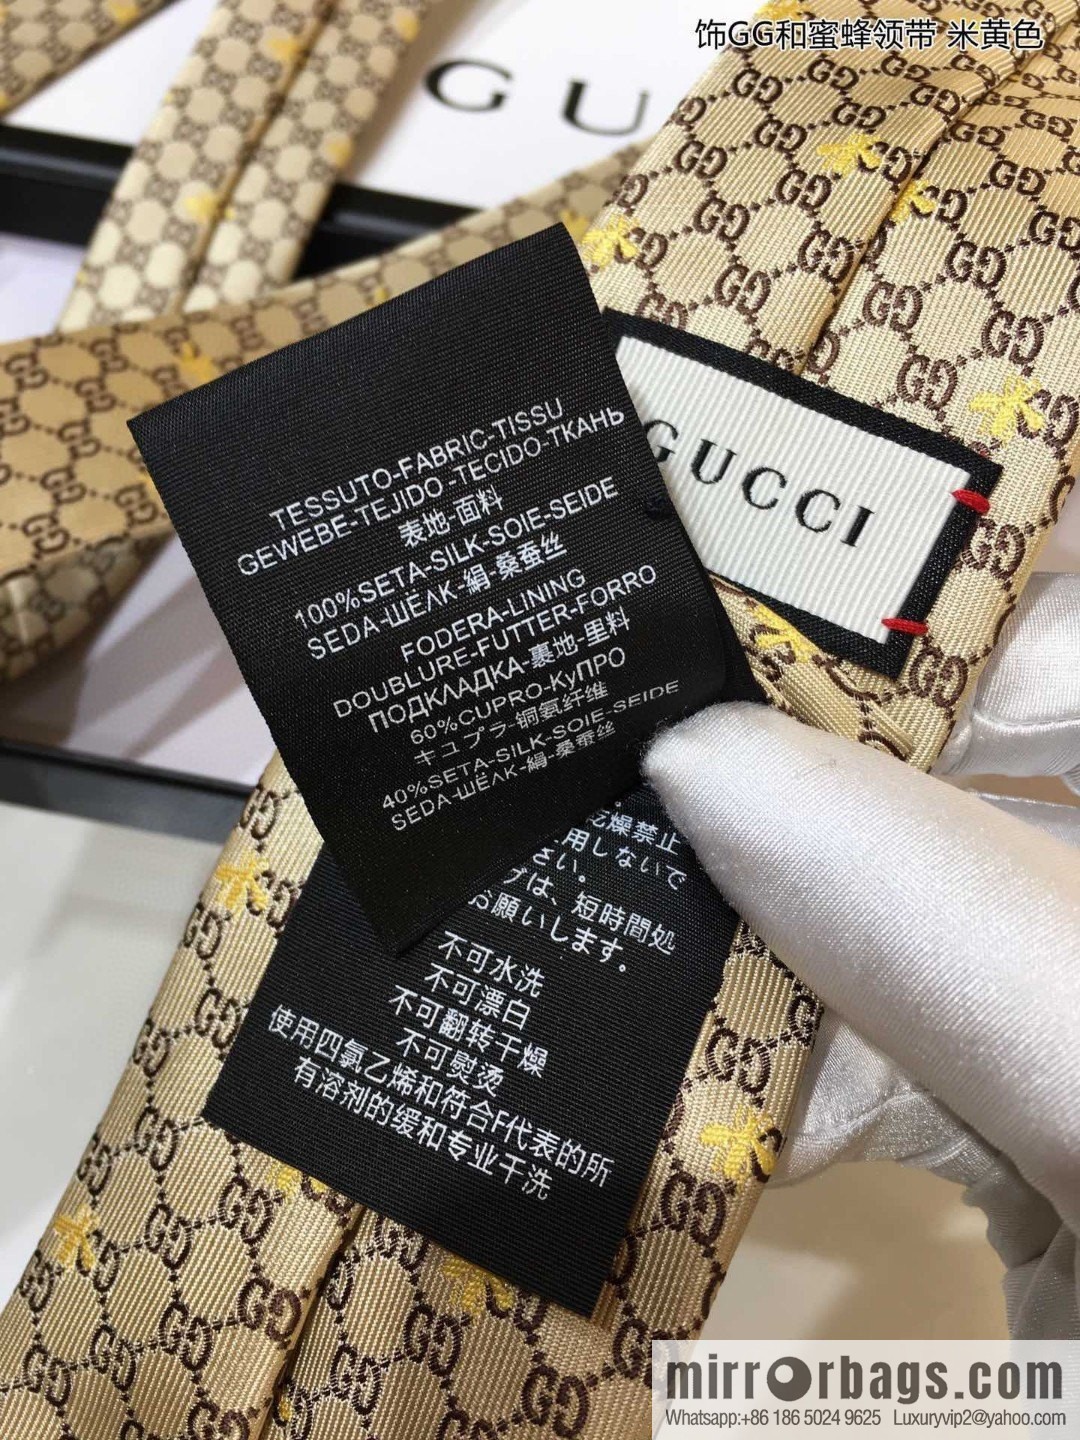 饰GG和蜜蜂领带 米黄色
GU
GUCCI
TESSUTO-FABRIC-TISSU
GEWEBE-TEJIDO-TECIDO-ТКАНЬ
表地-面料
100%SETA-SILK-SOIE-SEIDE
SEDA-ШЁЛК-絹-桑蚕丝
FODERA-LINING
DOUBLURE-FUTTER-FORRO
ПОДКЛАДКА-裏地-里料
60%CUPRO-КуПРО
キュプラ-铜氨纤维
40%SETA-SILK-SOIE-SEIDE
SEDA-ШЁЛК-絹-桑蚕丝
乾燥禁止
用しないで
さい。
プは、短時間処
お願いします。
不可水洗
不可漂白
不可翻转干燥
不可熨烫
使用四氯乙烯和符合F代表的所
有溶剂的缓和专业干洗
mirrorbags.com
Whatsapp:+86 186 5024 9625 Luxuryvip2@yahoo.com